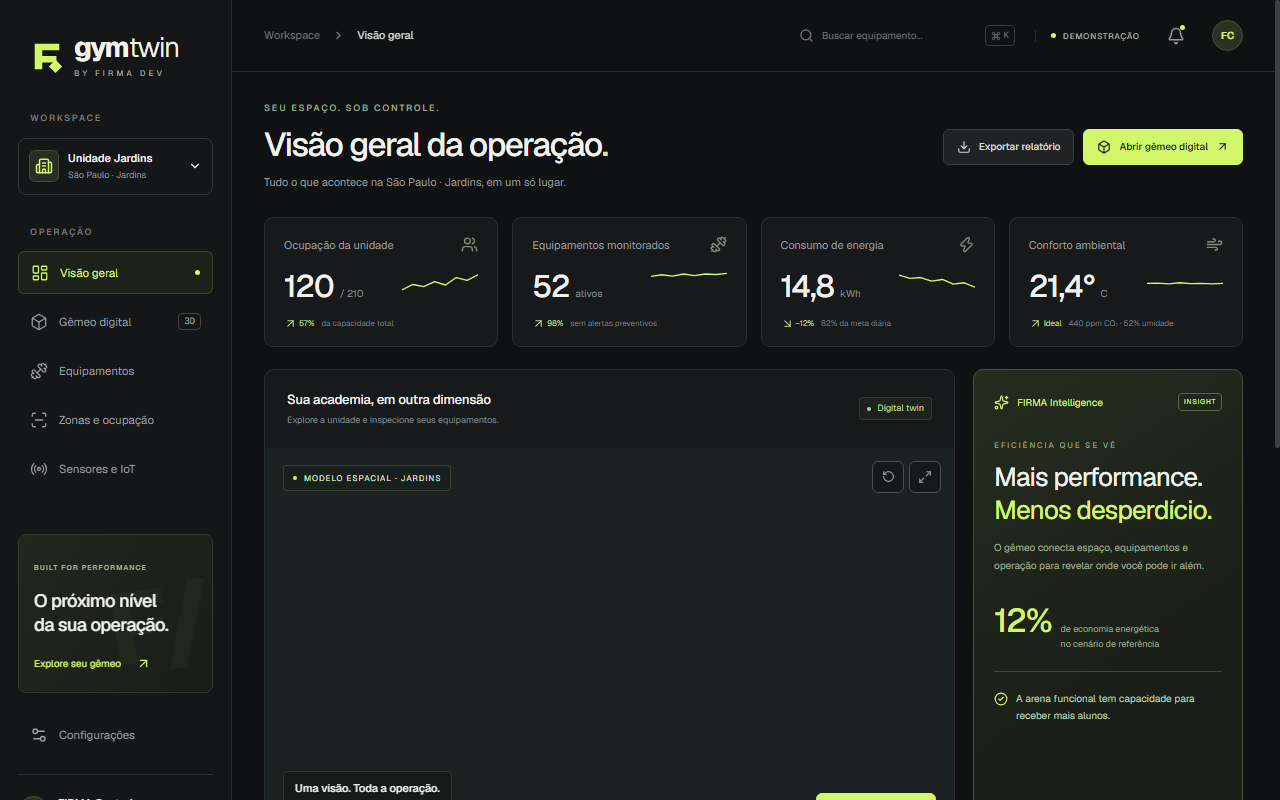 gymtwin
BY FIRMA DEV
WORKSPACE
Unidade Jardins
São Paulo · Jardins
OPERAÇÃO
Visão geral
Gêmeo digital 3D
Equipamentos
Zonas e ocupação
Sensores e IoT
BUILT FOR PERFORMANCE
O próximo nível
da sua operação.
Explore seu gêmeo
Configurações
Workspace > Visão geral
Buscar equipamento...
⌘ K
DEMONSTRAÇÃO
FC
SEU ESPAÇO. SOB CONTROLE.
Visão geral da operação.
Tudo o que acontece na São Paulo · Jardins, em um só lugar.
Exportar relatório
Abrir gêmeo digital
Ocupação da unidade
120 / 210
57% da capacidade total
Equipamentos monitorados
52 ativos
98% sem alertas preventivos
Consumo de energia
14,8 kWh
−12% 82% da meta diária
Conforto ambiental
21,4° C
Ideal 440 ppm CO₂ · 52% umidade
Sua academia, em outra dimensão
Explore a unidade e inspecione seus equipamentos.
Digital twin
MODELO ESPACIAL · JARDINS
Uma visão. Toda a operação.
FIRMA Intelligence
INSIGHT
EFICIÊNCIA QUE SE VÊ
Mais performance.
Menos desperdício.
O gêmeo conecta espaço, equipamentos e
operação para revelar onde você pode ir além.
12% de economia energética
no cenário de referência
A arena funcional tem capacidade para
receber mais alunos.